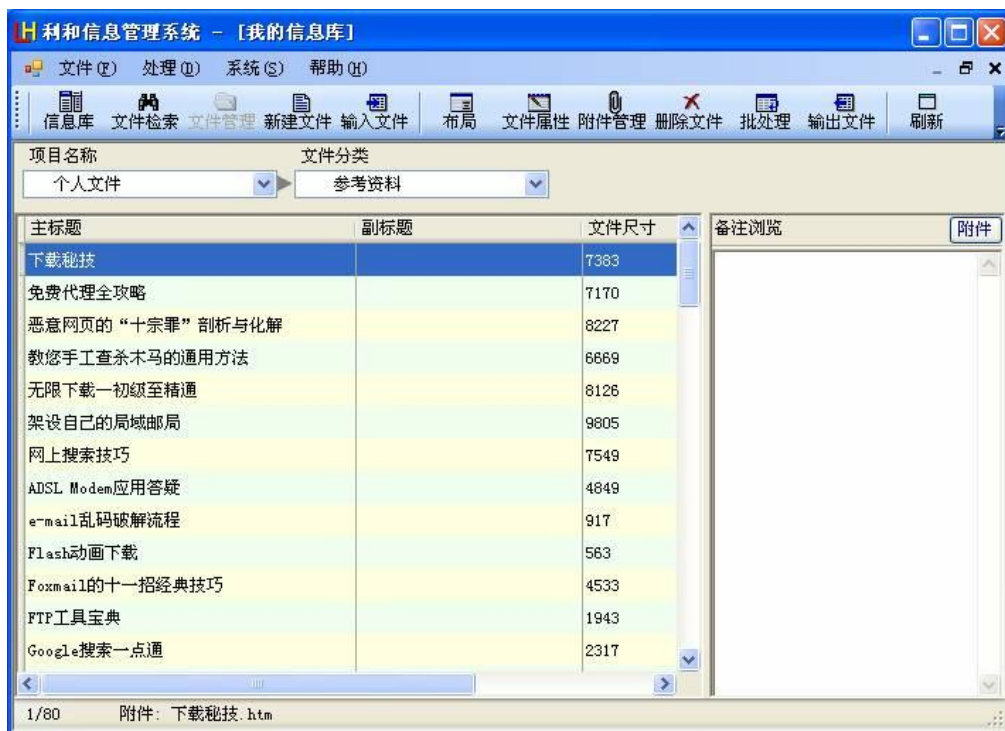 LH 利和信息管理系统 - [我的信息库]
文件(F) 处理(D) 系统(S) 帮助(H)
信息库 文件检索 文件管理 新建文件 输入文件 布局 文件属性 附件管理 删除文件 批处理 输出文件 刷新
项目名称 文件分类
个人文件 参考资料
主标题 副标题 文件尺寸 备注浏览 附件
下载秘技 7383
免费代理全攻略 7170
恶意网页的“十宗罪”剖析与化解 8227
教您手工查杀木马的通用方法 6669
无限下载一初级至精通 8126
架设自己的局域邮局 9805
网上搜索技巧 7549
ADSL Modem应用答疑 4849
e-mail乱码破解流程 917
Flash动画下载 563
Foxmail的十一招经典技巧 4533
FTP工具宝典 1943
Google搜索一点通 2317
1/80 附件: 下载秘技.htm